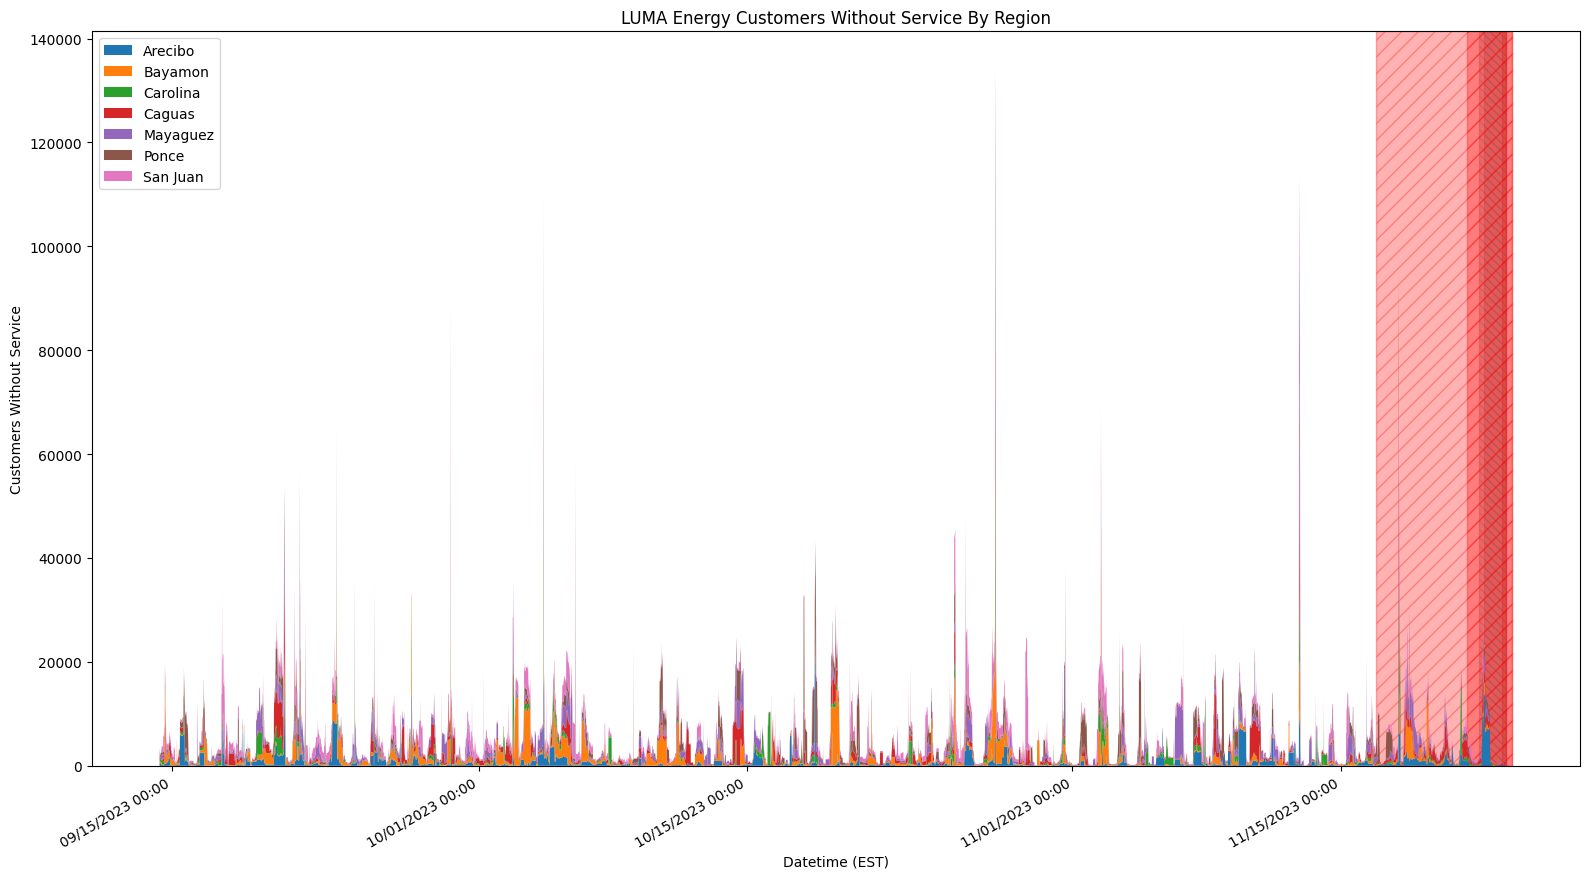 LUMA Energy Customers Without Service By Region
140000
120000
100000
80000
60000
40000
20000
0
Customers Without Service
Arecibo
Bayamon
Carolina
Caguas
Mayaguez
Ponce
San Juan
09/15/2023 00:00
10/01/2023 00:00
10/15/2023 00:00
11/01/2023 00:00
11/15/2023 00:00
Datetime (EST)